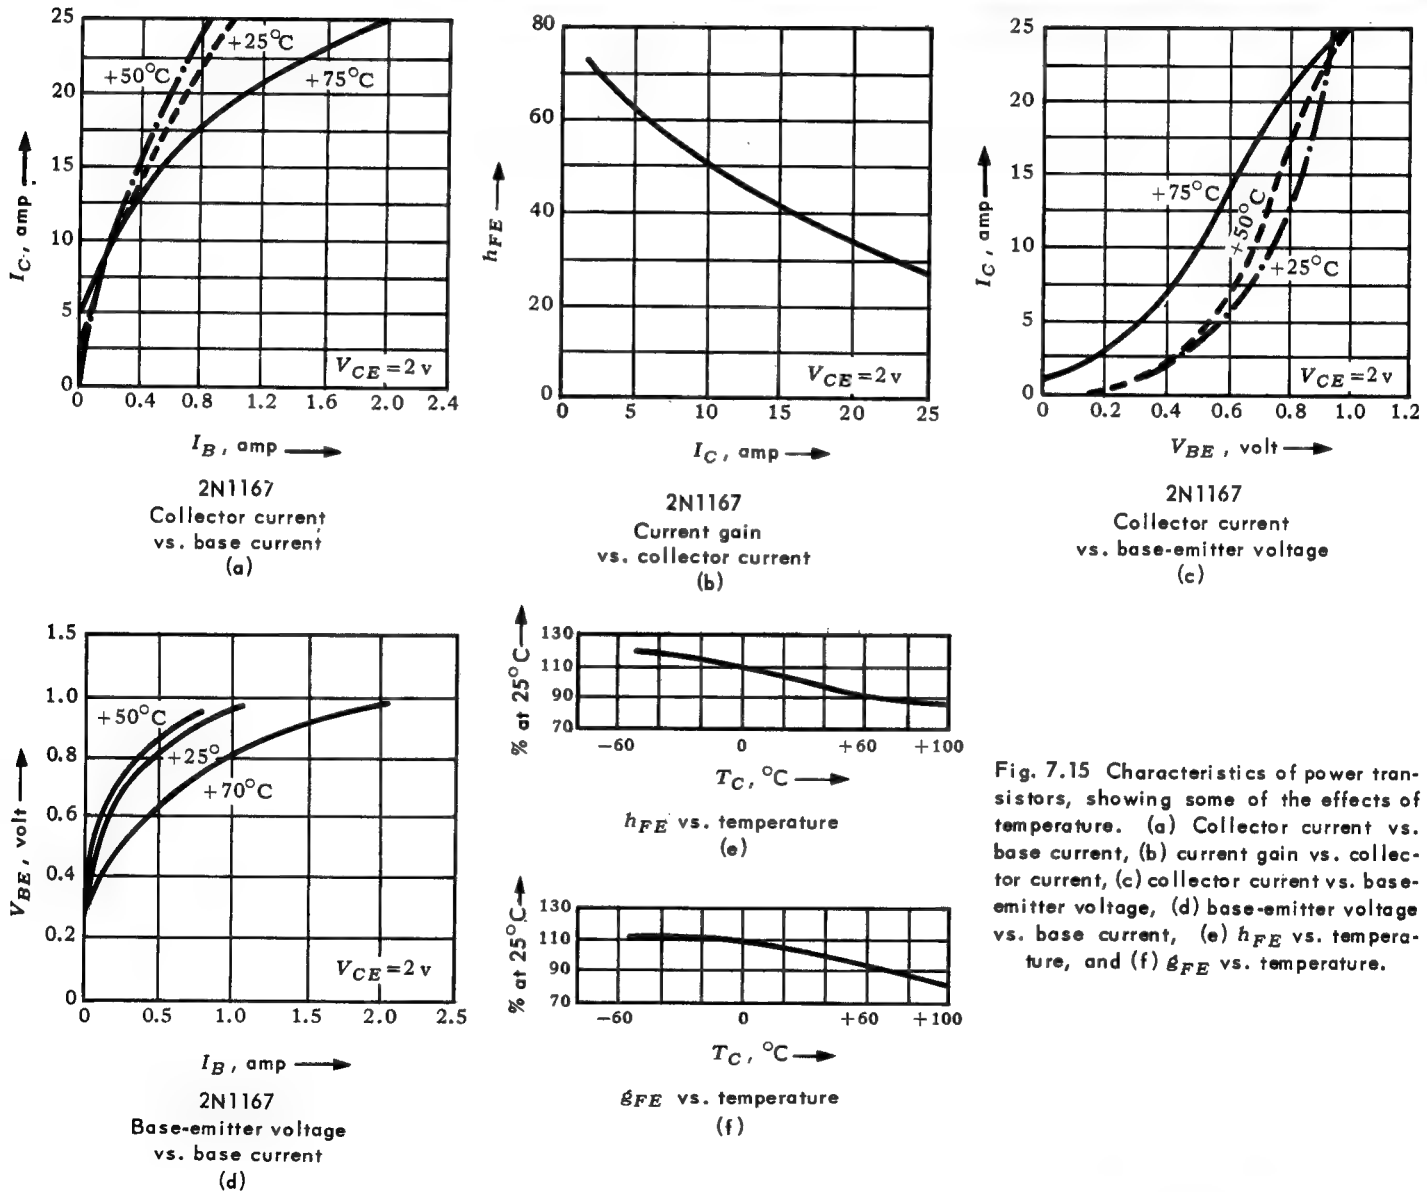 25
20
15
10
5
0
I_C, amp
+50°C
+25°C
+75°C
V_CE = 2 v
0 0.4 0.8 1.2 1.6 2.0 2.4
I_B, amp
2N1167
Collector current
vs. base current
(a)
80
60
40
20
0
h_FE
V_CE = 2 v
0 5 10 15 20 25
I_C, amp
2N1167
Current gain
vs. collector current
(b)
25
20
15
10
5
0
I_C, amp
+75°C
+50°C
+25°C
V_CE = 2 v
0 0.2 0.4 0.6 0.8 1.0 1.2
V_BE, volt
2N1167
Collector current
vs. base-emitter voltage
(c)
1.5
1.0
0.8
0.6
0.4
0.2
0
V_BE, volt
+50°C
+25°
+70°C
V_CE = 2 v
0 0.5 1.0 1.5 2.0 2.5
I_B, amp
2N1167
Base-emitter voltage
vs. base current
(d)
% at 25°C
130
110
90
70
-60 0 +60 +100
T_C, °C
h_FE vs. temperature
(e)
% at 25°C
130
110
90
70
-60 0 +60 +100
T_C, °C
g_FE vs. temperature
(f)
Fig. 7.15 Characteristics of power tran-
sistors, showing some of the effects of
temperature. (a) Collector current vs.
base current, (b) current gain vs. collec-
tor current, (c) collector current vs. base-
emitter voltage, (d) base-emitter voltage
vs. base current, (e) h_FE vs. tempera-
ture, and (f) g_FE vs. temperature.